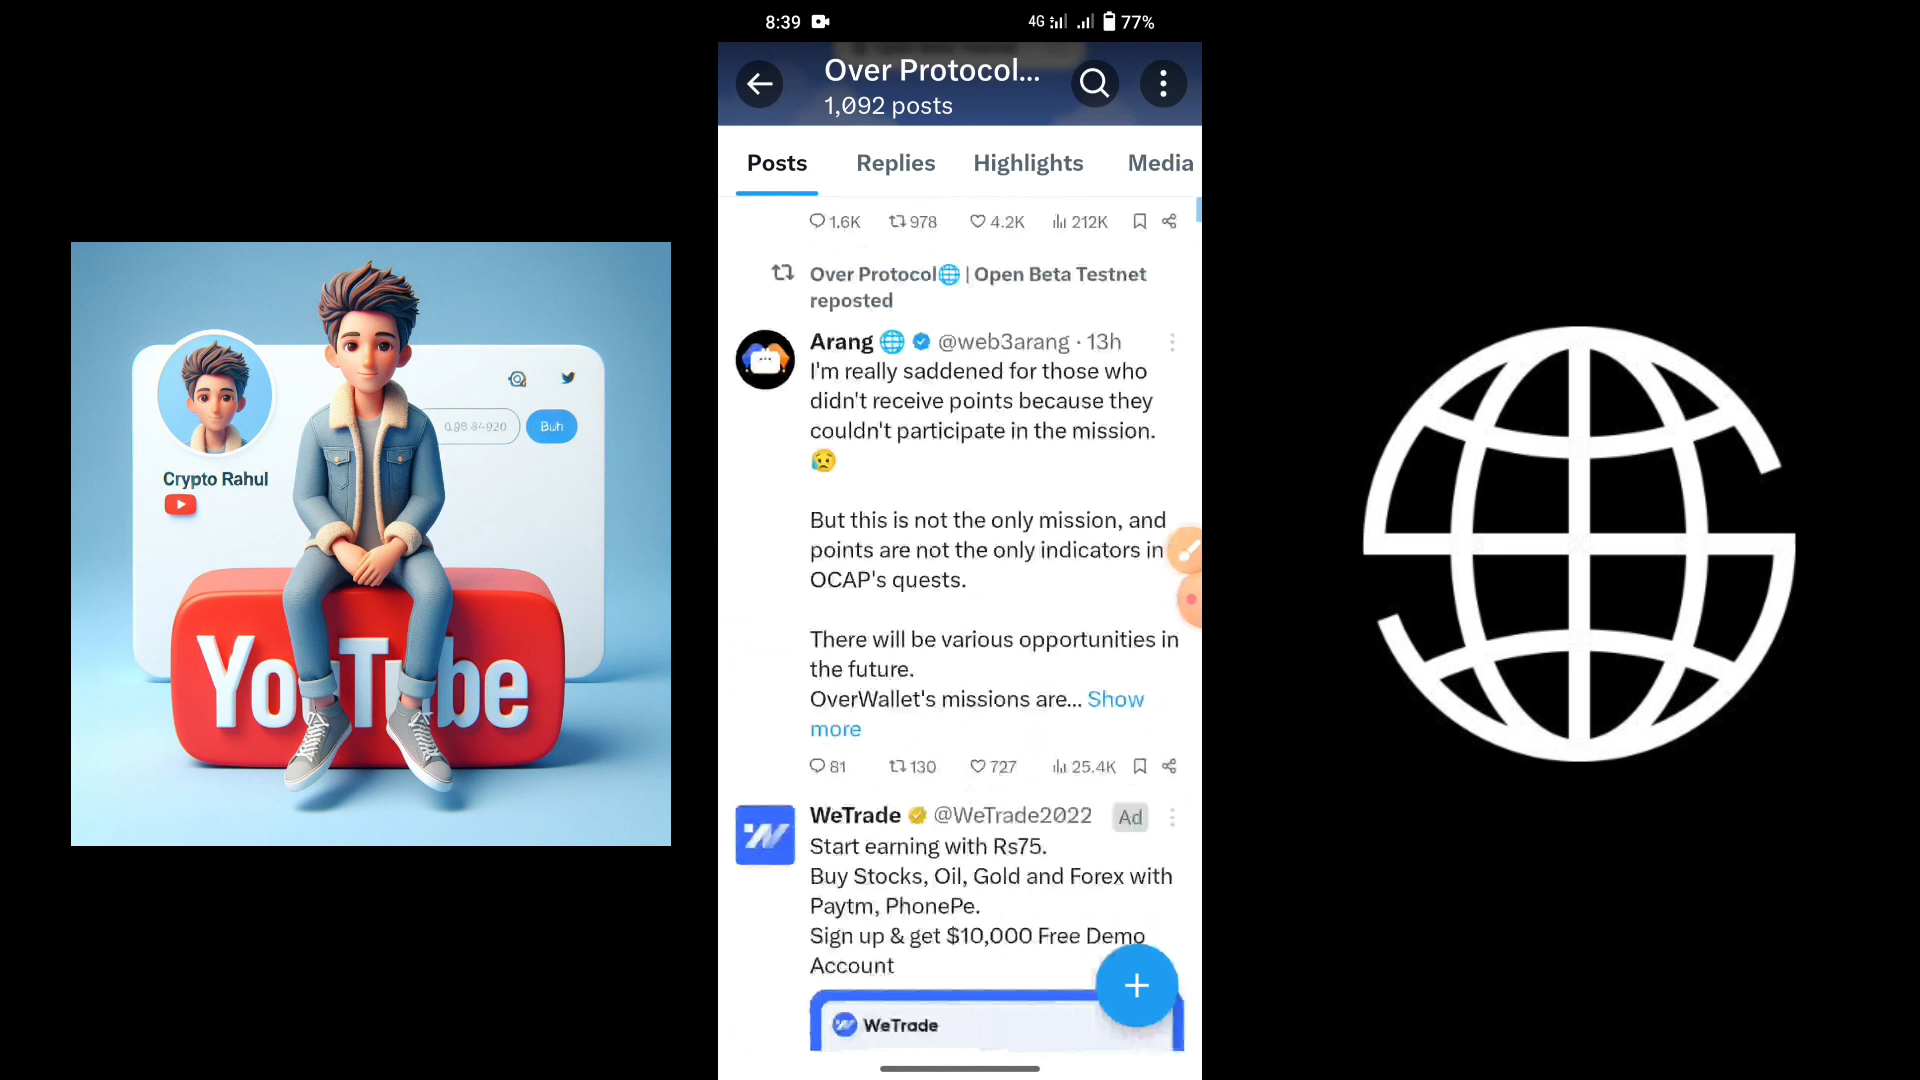 8:39
4G
77%
Over Protocol...
1,092 posts
Posts
Replies
Highlights
Media
1.6K
978
4.2K
212K
Over Protocol🌐 | Open Beta Testnet
reposted
Arang 🌐 @web3arang · 13h
I'm really saddened for those who
didn't receive points because they
couldn't participate in the mission.
😥
But this is not the only mission, and
points are not the only indicators in
OCAP's quests.
There will be various opportunities in
the future.
OverWallet's missions are... Show
more
81
130
727
25.4K
WeTrade @WeTrade2022 Ad
Start earning with Rs75.
Buy Stocks, Oil, Gold and Forex with
Paytm, PhonePe.
Sign up & get $10,000 Free Demo
Account
WeTrade
Crypto Rahul
Buh
YouTube